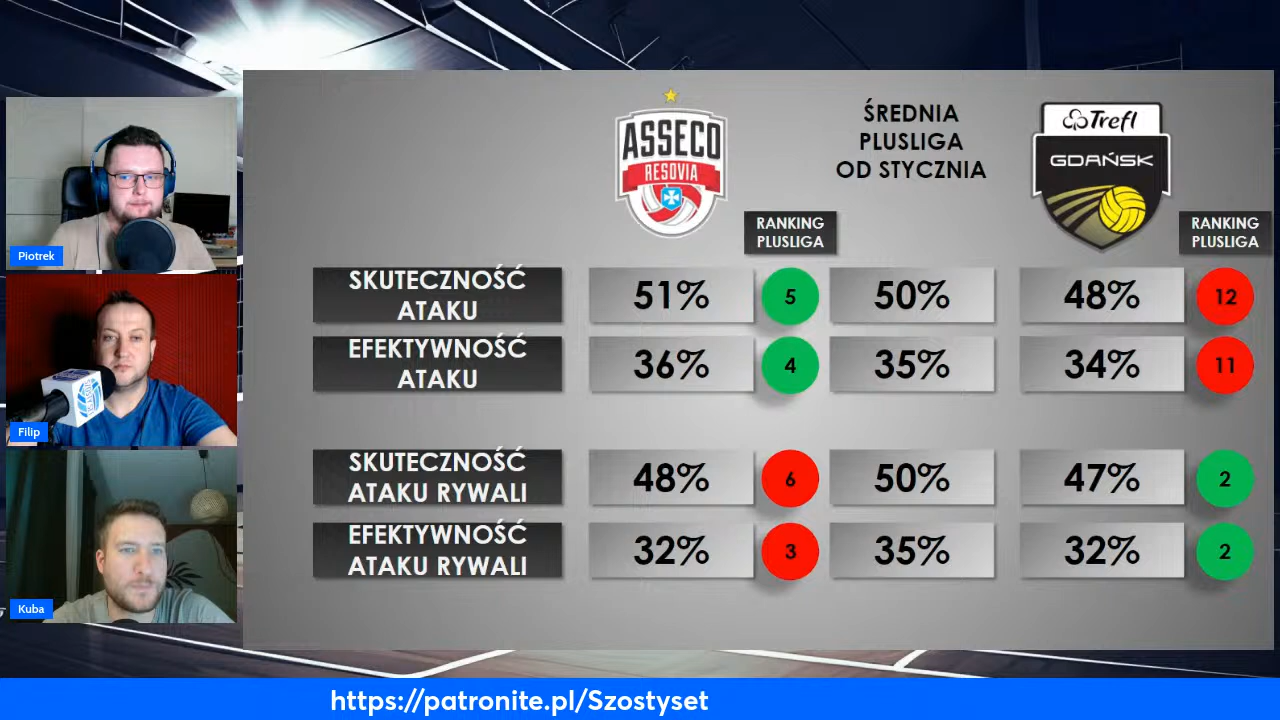 ASSECO
RESOVIA
ŚREDNIA
PLUSLIGA
OD STYCZNIA
Trefl
GDAŃSK
RANKING
PLUSLIGA
RANKING
PLUSLIGA
SKUTECZNOŚĆ
ATAKU
51%
5
50%
48%
12
EFEKTYWNOŚĆ
ATAKU
36%
4
35%
34%
11
SKUTECZNOŚĆ
ATAKU RYWALI
48%
6
50%
47%
2
EFEKTYWNOŚĆ
ATAKU RYWALI
32%
3
35%
32%
2
Piotrek
Filip
Kuba
https://patronite.pl/Szostyset